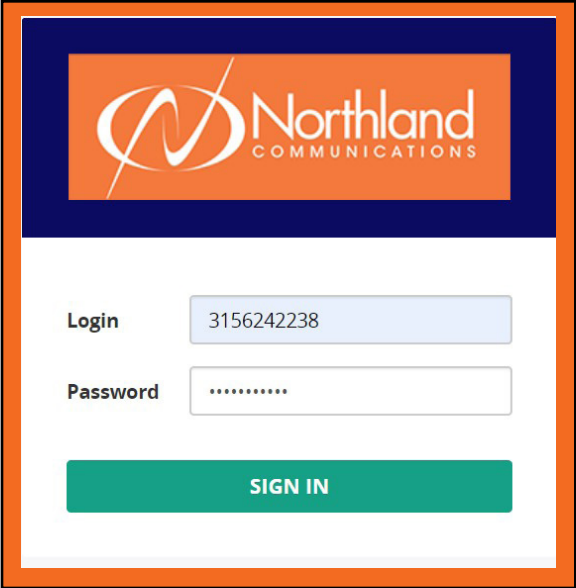 Northland
COMMUNICATIONS
Login 3156242238
Password •••••••••••
SIGN IN